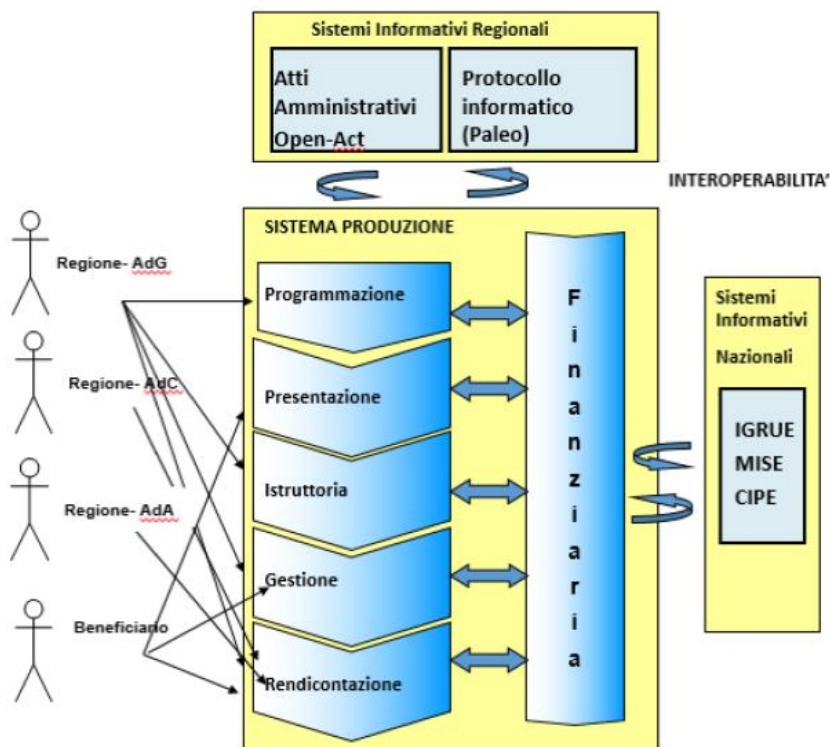 Sistemi Informativi Regionali
Atti
Amministrativi
Open-Act
Protocollo
informatico
(Paleo)
INTEROPERABILITA'
SISTEMA PRODUZIONE
Regione- AdG
Regione- AdC
Regione- AdA
Beneficiario
Programmazione
Presentazione
Istruttoria
Gestione
Rendicontazione
F
i
n
a
n
z
i
a
r
i
a
Sistemi
Informativi
Nazionali
IGRUE
MISE
CIPE